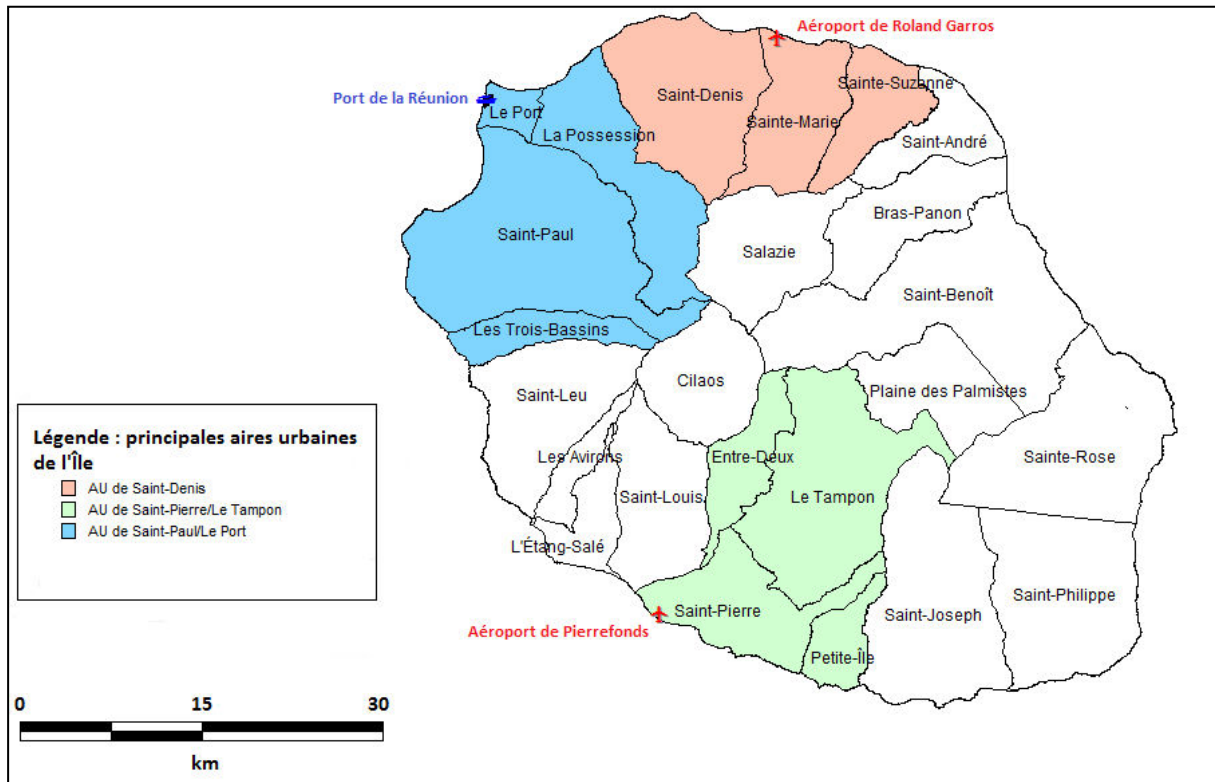 Aéroport de Roland Garros
Port de la Réunion
Le Port
La Possession
Saint-Denis
Sainte-Marie
Sainte-Suzanne
Saint-André
Bras-Panon
Saint-Paul
Salazie
Saint-Benoît
Les Trois-Bassins
Cilaos
Saint-Leu
Plaine des Palmistes
Les Avirons
Entre-Deux
Sainte-Rose
Saint-Louis
Le Tampon
L'Étang-Salé
Saint-Pierre
Saint-Joseph
Saint-Philippe
Aéroport de Pierrefonds
Petite-Île
Légende : principales aires urbaines
de l'Île
AU de Saint-Denis
AU de Saint-Pierre/Le Tampon
AU de Saint-Paul/Le Port
0 15 30
km